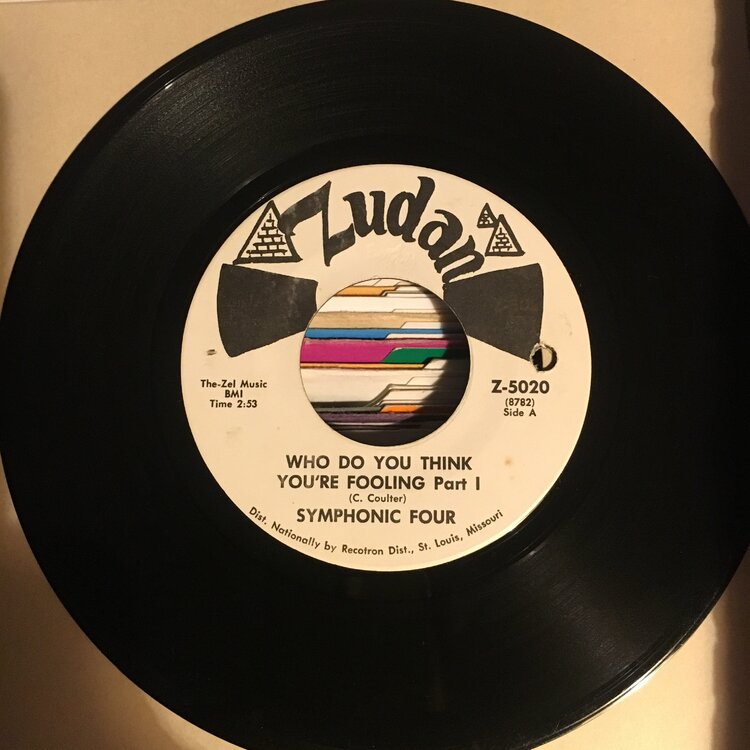 Zudan
The-Zel Music
BMI
Time 2:53
Z-5020
(8782)
Side A
WHO DO YOU THINK
YOU'RE FOOLING Part I
(C. Coulter)
SYMPHONIC FOUR
Dist. Nationally by Recotron Dist., St. Louis, Missouri